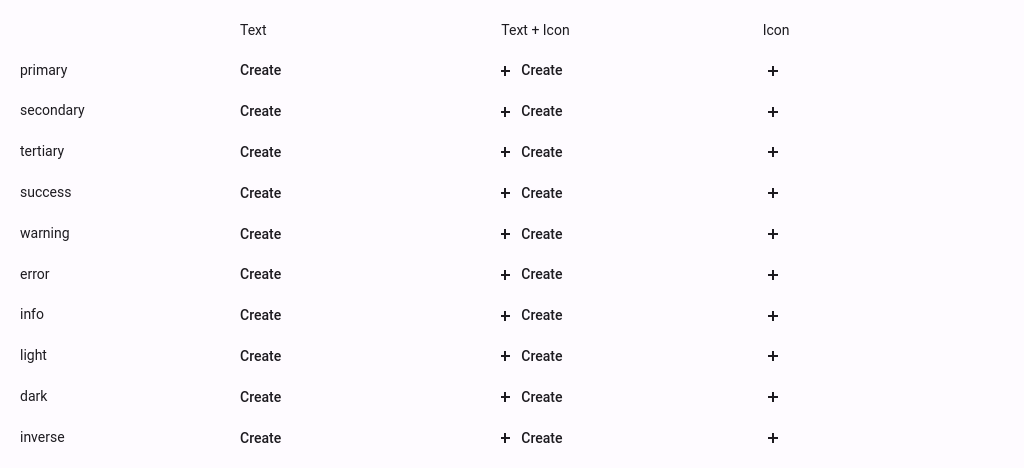 Text Text + Icon Icon
primary Create + Create +
secondary Create + Create +
tertiary Create + Create +
success Create + Create +
warning Create + Create +
error Create + Create +
info Create + Create +
light Create + Create +
dark Create + Create +
inverse Create + Create +